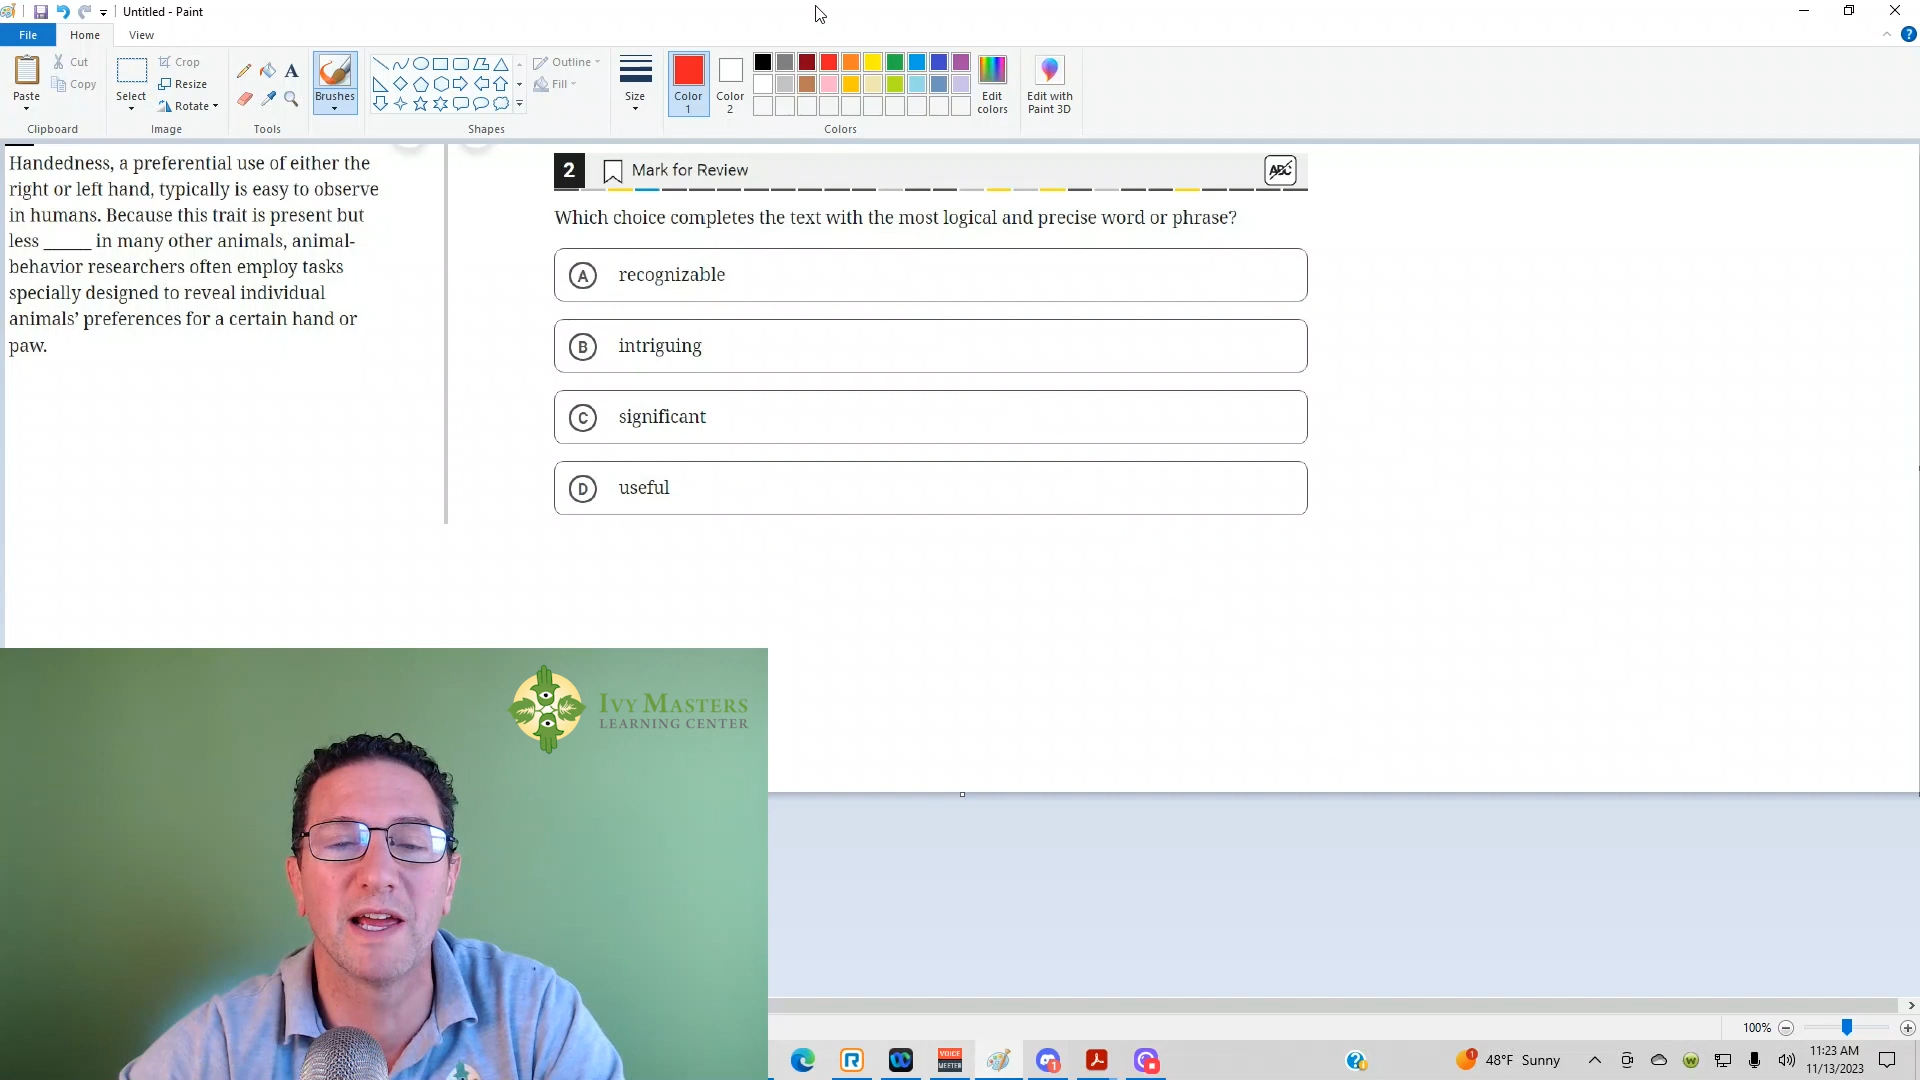 Untitled - Paint
File
Home
View
Paste
Cut
Copy
Clipboard
Select
Crop
Resize
Rotate
Image
A
Tools
Brushes
Shapes
Outline
Fill
Size
Color 1
Color 2
Colors
Edit colors
Edit with Paint 3D
Handedness, a preferential use of either the
right or left hand, typically is easy to observe
in humans. Because this trait is present but
less ______ in many other animals, animal-
behavior researchers often employ tasks
specially designed to reveal individual
animals’ preferences for a certain hand or
paw.
2 Mark for Review ABC
Which choice completes the text with the most logical and precise word or phrase?
A recognizable
B intriguing
C significant
D useful
IVY MASTERS
LEARNING CENTER
100%
VOICE
MEETER
48°F Sunny
11:23 AM
11/13/2023